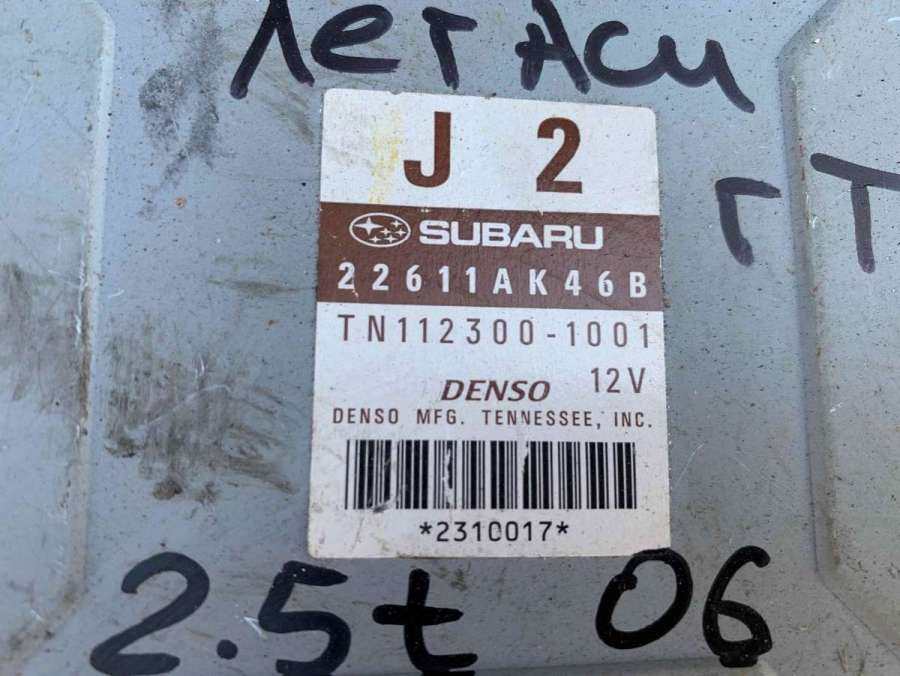 Легаси
J 2
гт
SUBARU
22611AK46B
TN112300-1001
DENSO 12V
DENSO MFG. TENNESSEE, INC.
*2310017*
2.5t 06